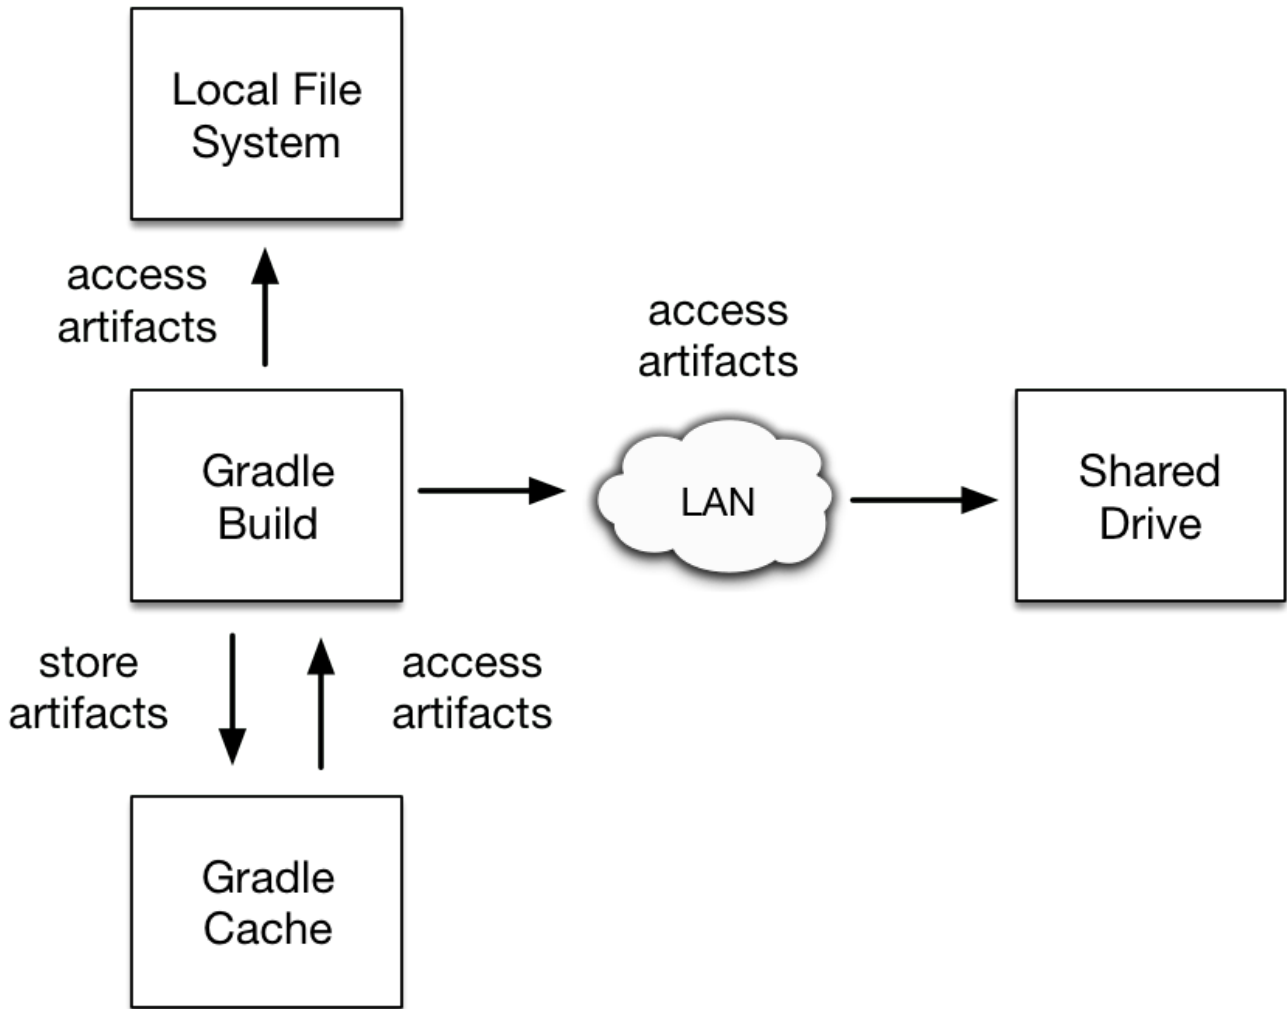 Local File
System
access
artifacts
access
artifacts
Gradle
Build
LAN
Shared
Drive
store
artifacts
access
artifacts
Gradle
Cache